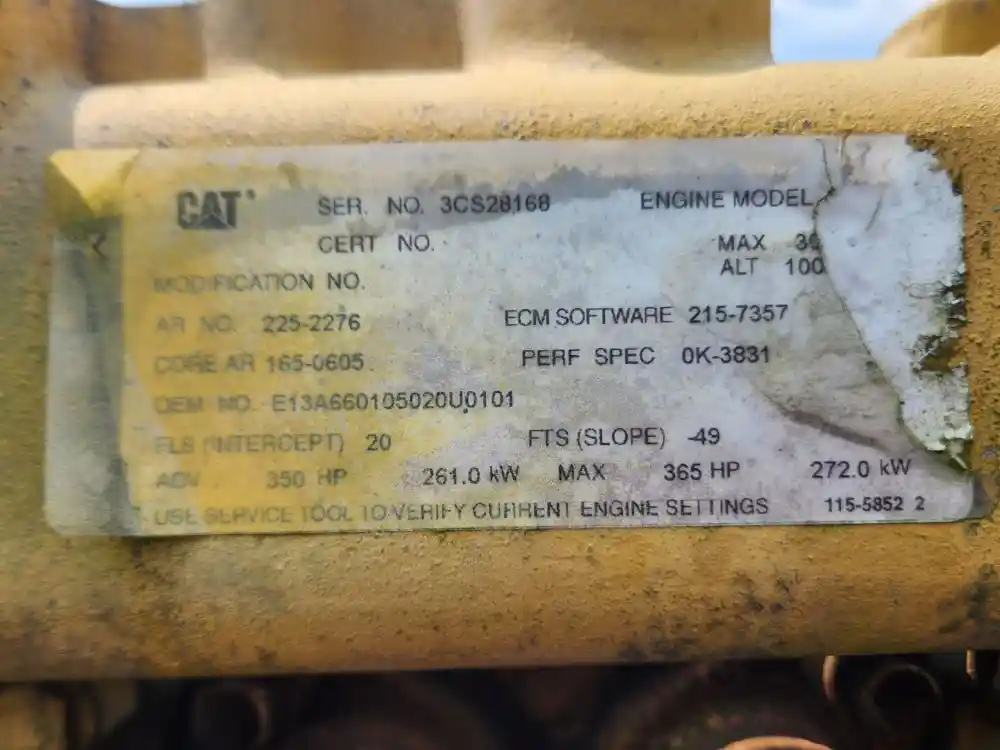 CAT SER. NO. 3CS28168 ENGINE MODEL
CERT NO. MAX 30
ALT 100
MODIFICATION NO.
AR NO. 225-2276 ECM SOFTWARE 215-7357
CORE AR 165-0605 PERF SPEC 0K-3831
OEM NO. E13A660105020U0101
FLS (INTERCEPT) 20 FTS (SLOPE) -49
ADV 350 HP 261.0 kW MAX 365 HP 272.0 kW
USE SERVICE TOOL TO VERIFY CURRENT ENGINE SETTINGS 115-5852 2